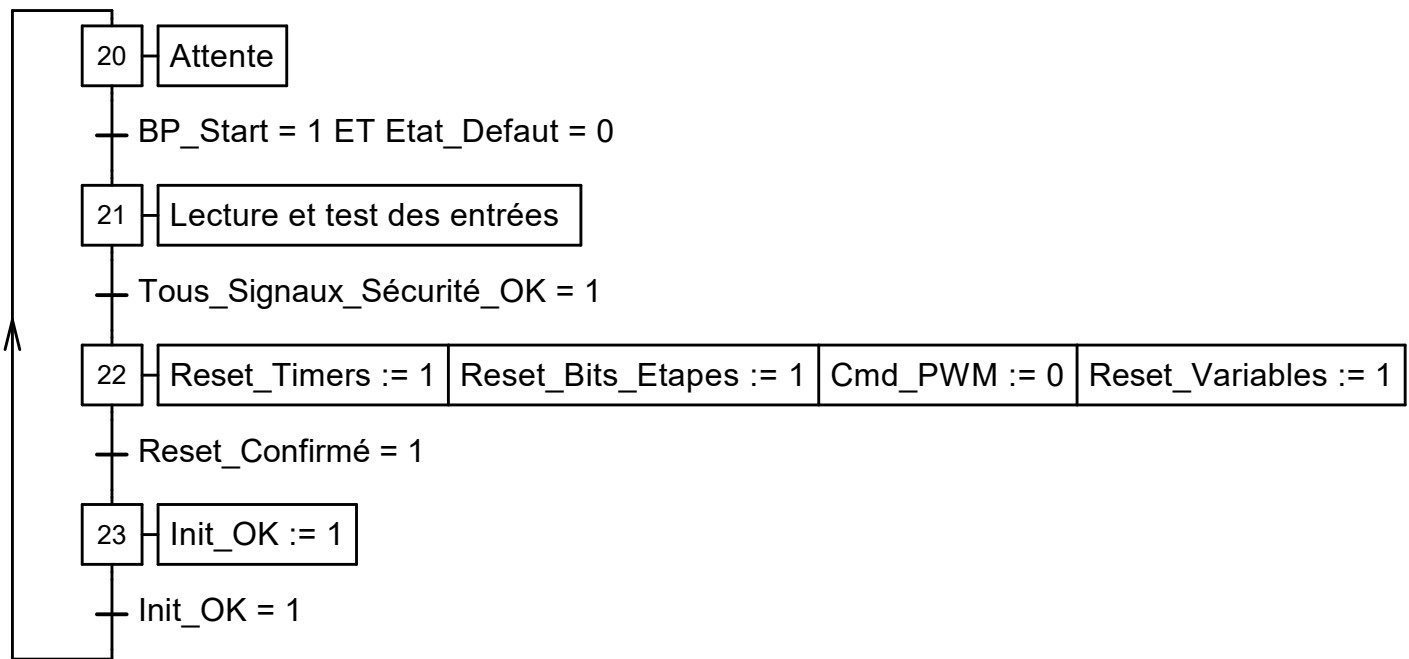 20 Attente
BP_Start = 1 ET Etat_Defaut = 0
21 Lecture et test des entrées
Tous_Signaux_Sécurité_OK = 1
22 Reset_Timers := 1 Reset_Bits_Etapes := 1 Cmd_PWM := 0 Reset_Variables := 1
Reset_Confirmé = 1
23 Init_OK := 1
Init_OK = 1